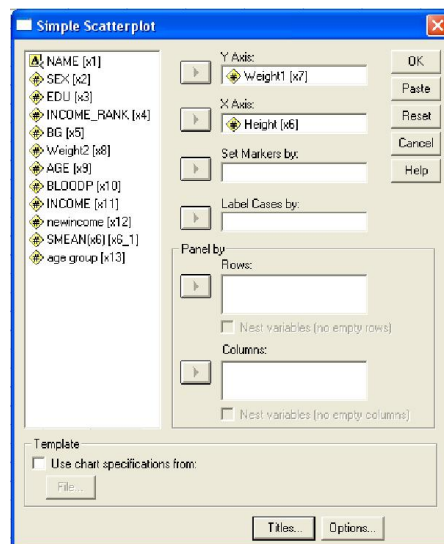 Simple Scatterplot
NAME [x1]
SEX [x2]
EDU [x3]
INCOME_RANK [x4]
BG [x5]
Weight2 [x8]
AGE [x9]
BLOODP [x10]
INCOME [x11]
newincome [x12]
SMEAN(x6) [x6_1]
age group [x13]
Y Axis:
Weight1 [x7]
X Axis:
Height [x6]
Set Markers by:
Label Cases by:
Panel by
Rows:
Nest variables (no empty rows)
Columns:
Nest variables (no empty columns)
OK
Paste
Reset
Cancel
Help
Template
Use chart specifications from:
File...
Titles...
Options...